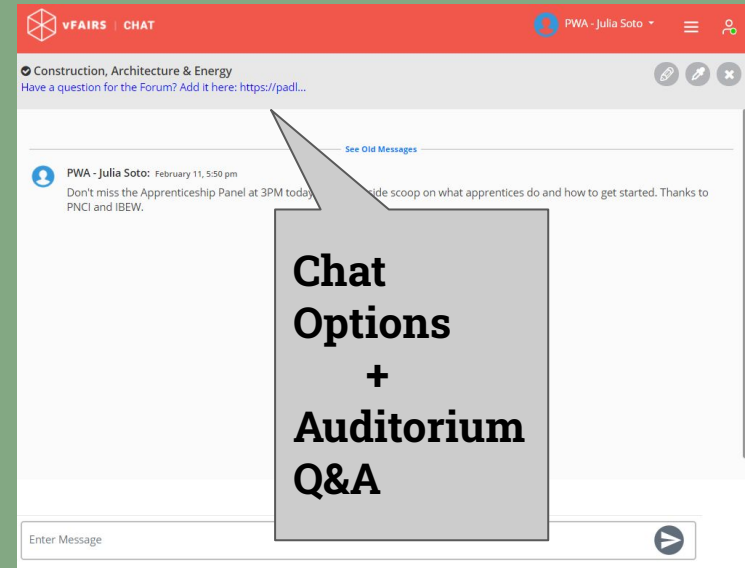 vFAIRS | CHAT
PWA - Julia Soto
Construction, Architecture & Energy
Have a question for the Forum? Add it here: https://padl...
See Old Messages
PWA - Julia Soto: February 11, 5:50 pm
Don't miss the Apprenticeship Panel at 3PM today side scoop on what apprentices do and how to get started. Thanks to
PNCI and IBEW.
Chat
Options
+
Auditorium
Q&A
Enter Message